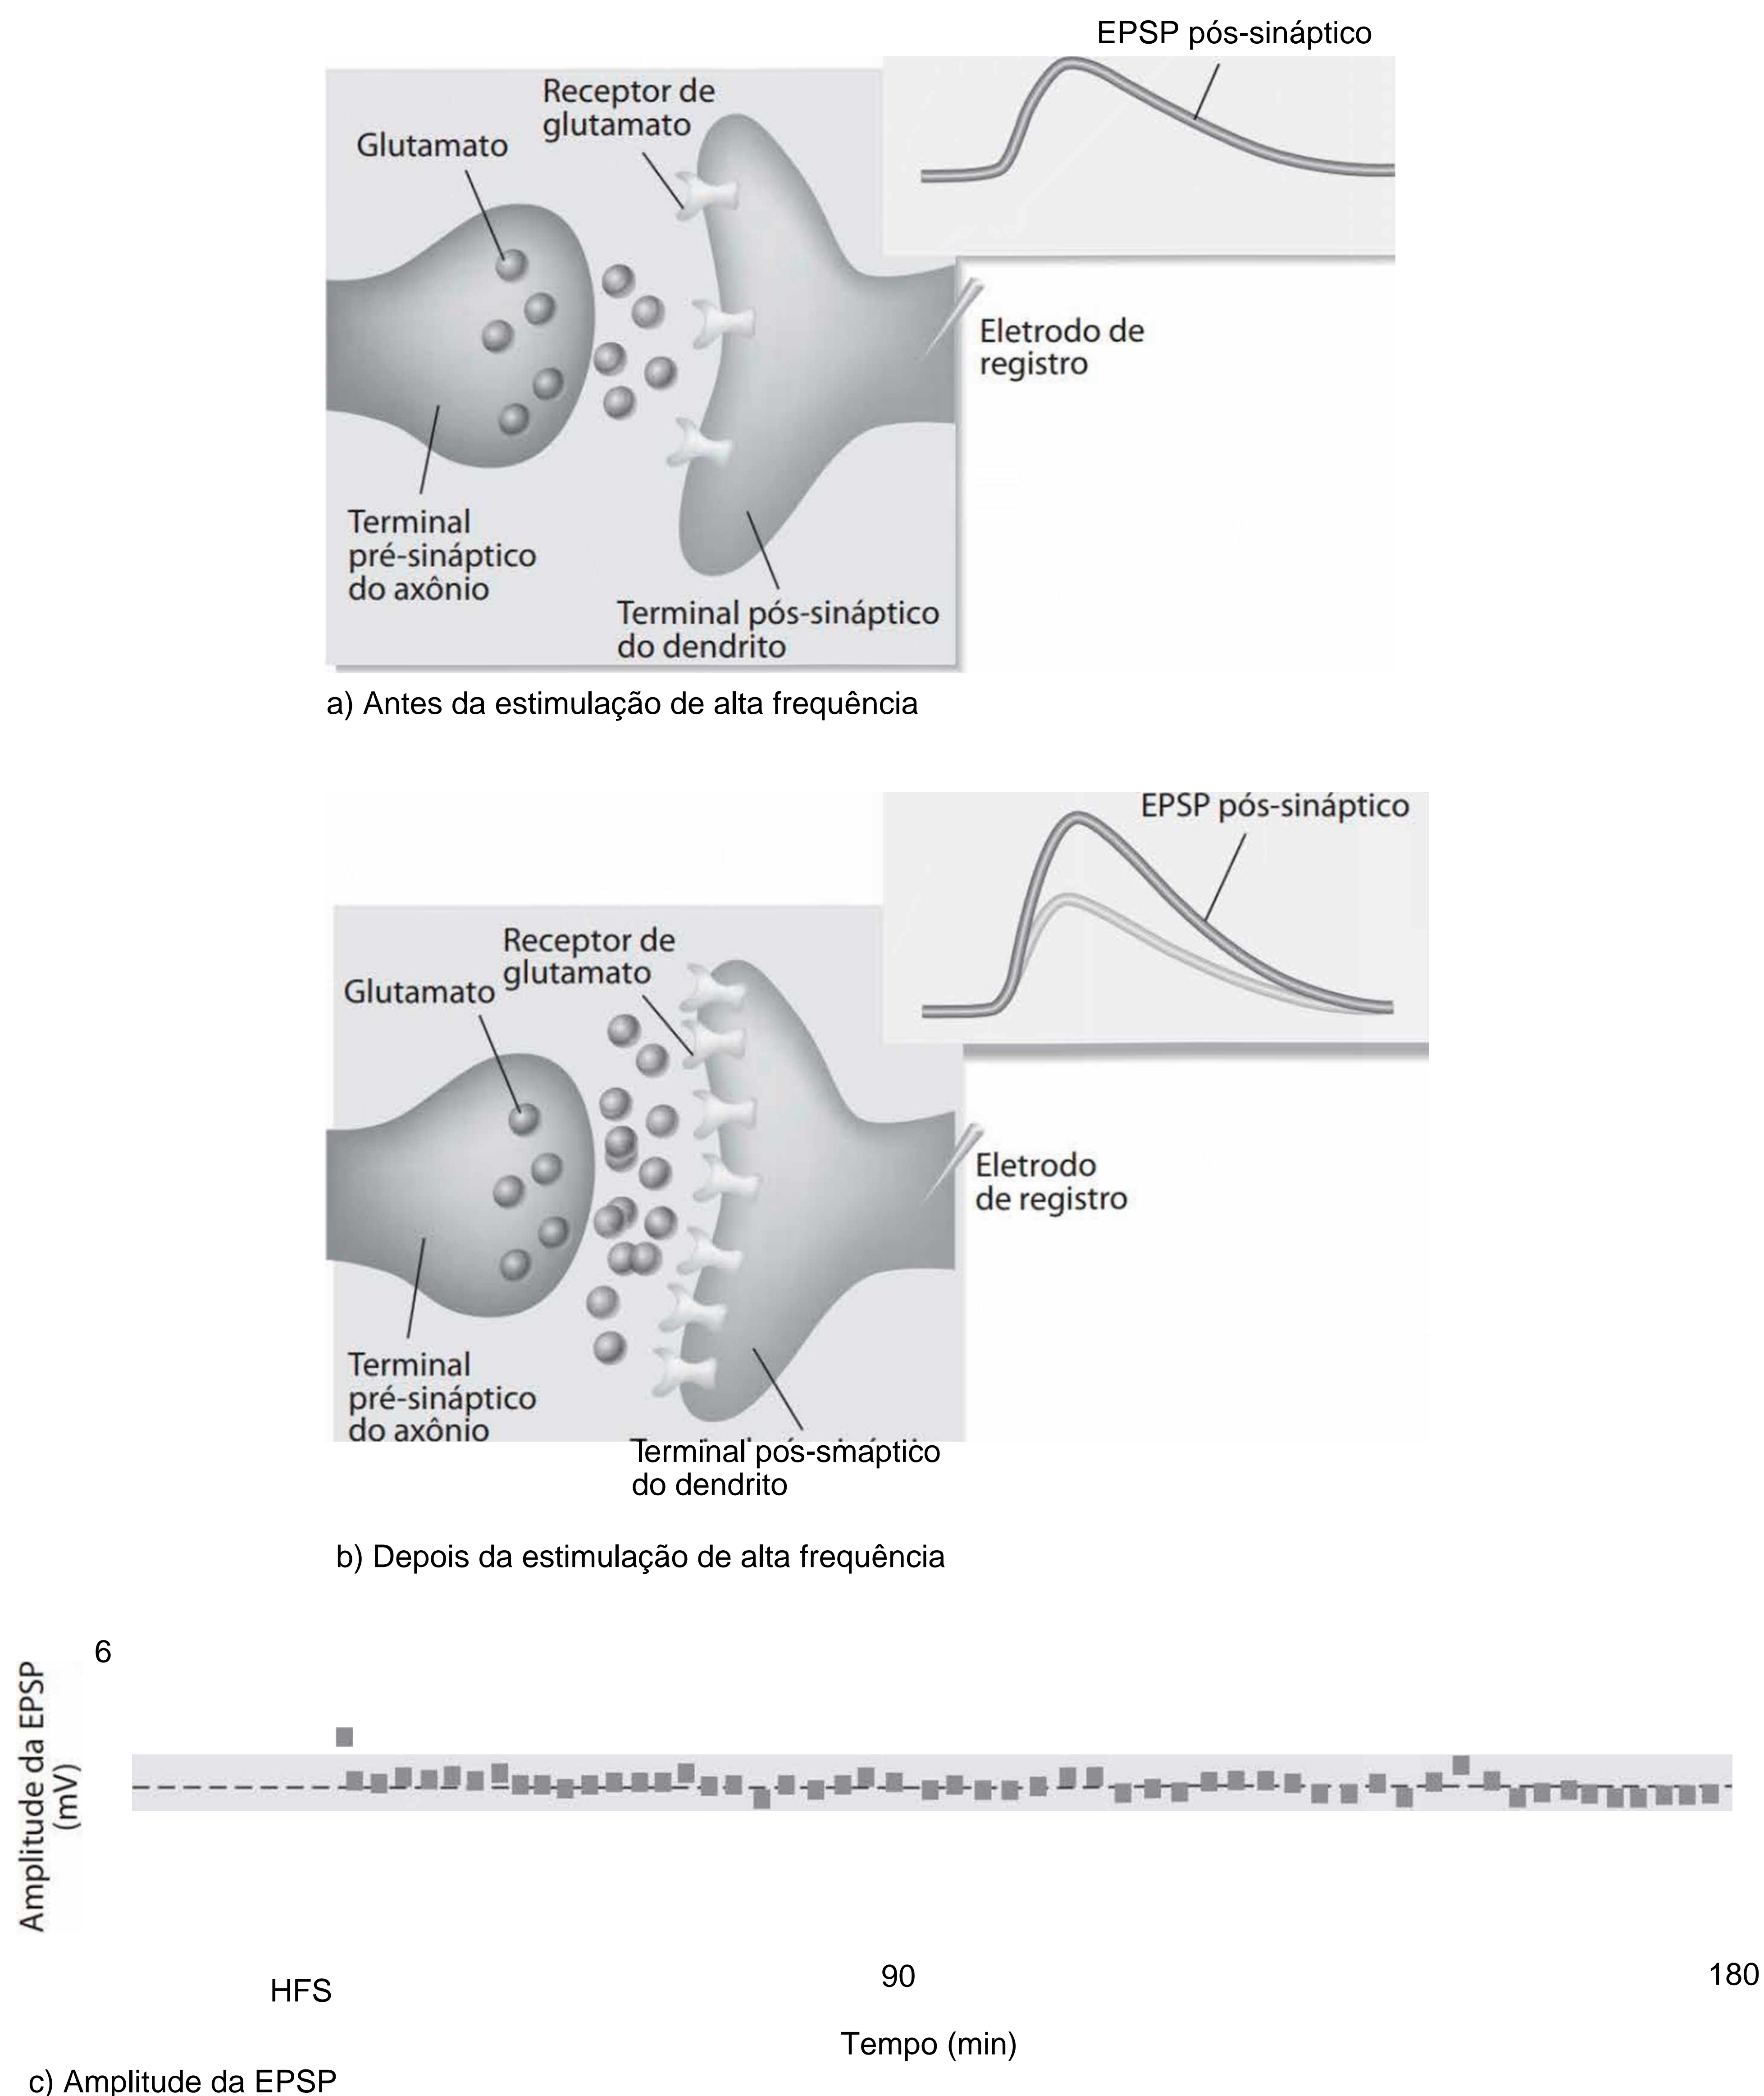 EPSP pós-sináptico
Receptor de
glutamato
Glutamato
Eletrodo de
registro
Terminal
pré-sináptico
do axônio
Terminal pós-sináptico
do dendrito
a) Antes da estimulação de alta frequência
EPSP pós-sináptico
Receptor de
glutamato
Glutamato
Eletrodo
de registro
Terminal
pré-sináptico
do axônio
Terminal pos-smaptico
do dendrito
b) Depois da estimulação de alta frequência
6
Amplitude da EPSP
(mV)
HFS
90
180
Tempo (min)
c) Amplitude da EPSP